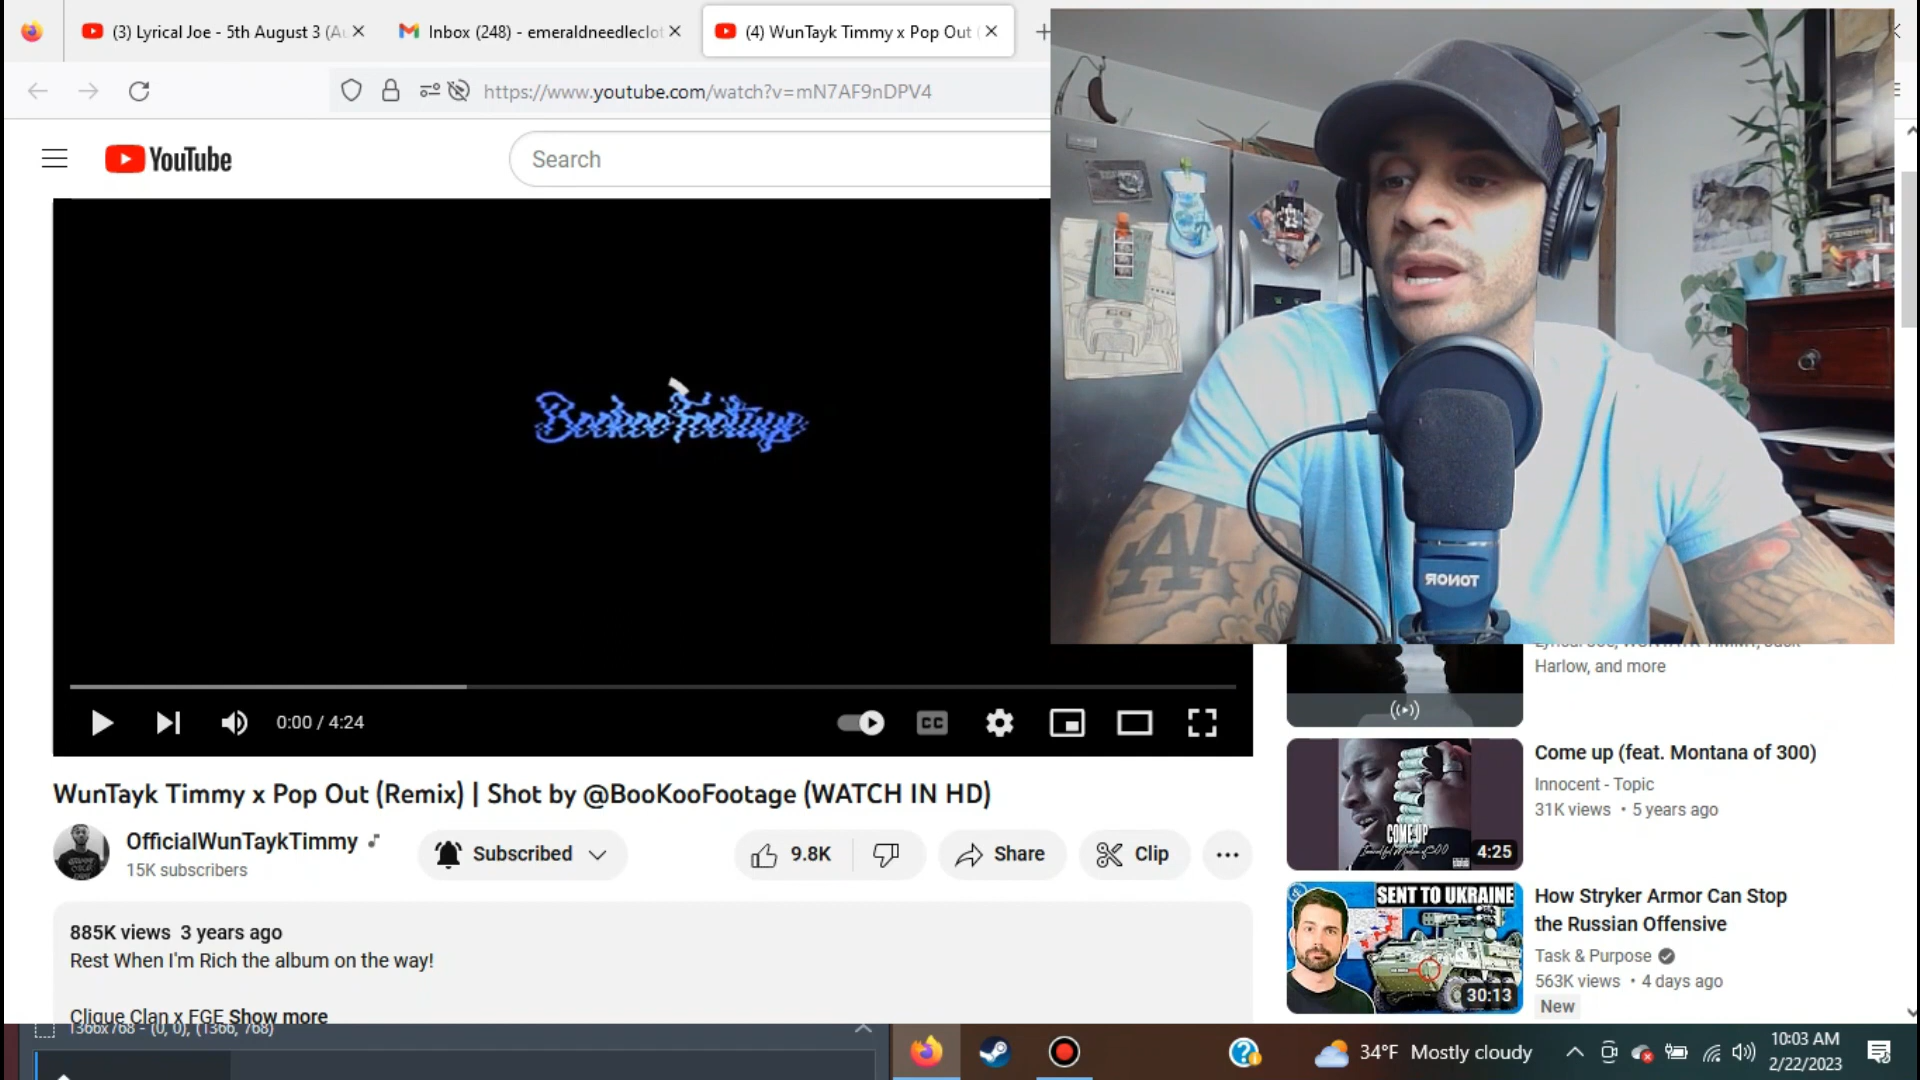 (3) Lyrical Joe - 5th August 3 (Au
Inbox (248) - emeraldneedleclot
(4) WunTayk Timmy x Pop Out (
https://www.youtube.com/watch?v=mN7AF9nDPV4
YouTube
Search
BookooFootage
TONOR
LA
0:00 / 4:24
CC
WunTayk Timmy x Pop Out (Remix) | Shot by @BooKooFootage (WATCH IN HD)
OfficialWunTaykTimmy
15K subscribers
Subscribed
9.8K
Share
Clip
885K views 3 years ago
Rest When I'm Rich the album on the way!
Clique Clan x FGE Show more
Harlow, and more
COME UP
4:25
Come up (feat. Montana of 300)
Innocent - Topic
31K views • 5 years ago
SENT TO UKRAINE
30:13
How Stryker Armor Can Stop
the Russian Offensive
Task & Purpose
563K views • 4 days ago
New
1366x768 - (0, 0), (1366, 768)
34°F Mostly cloudy
10:03 AM
2/22/2023